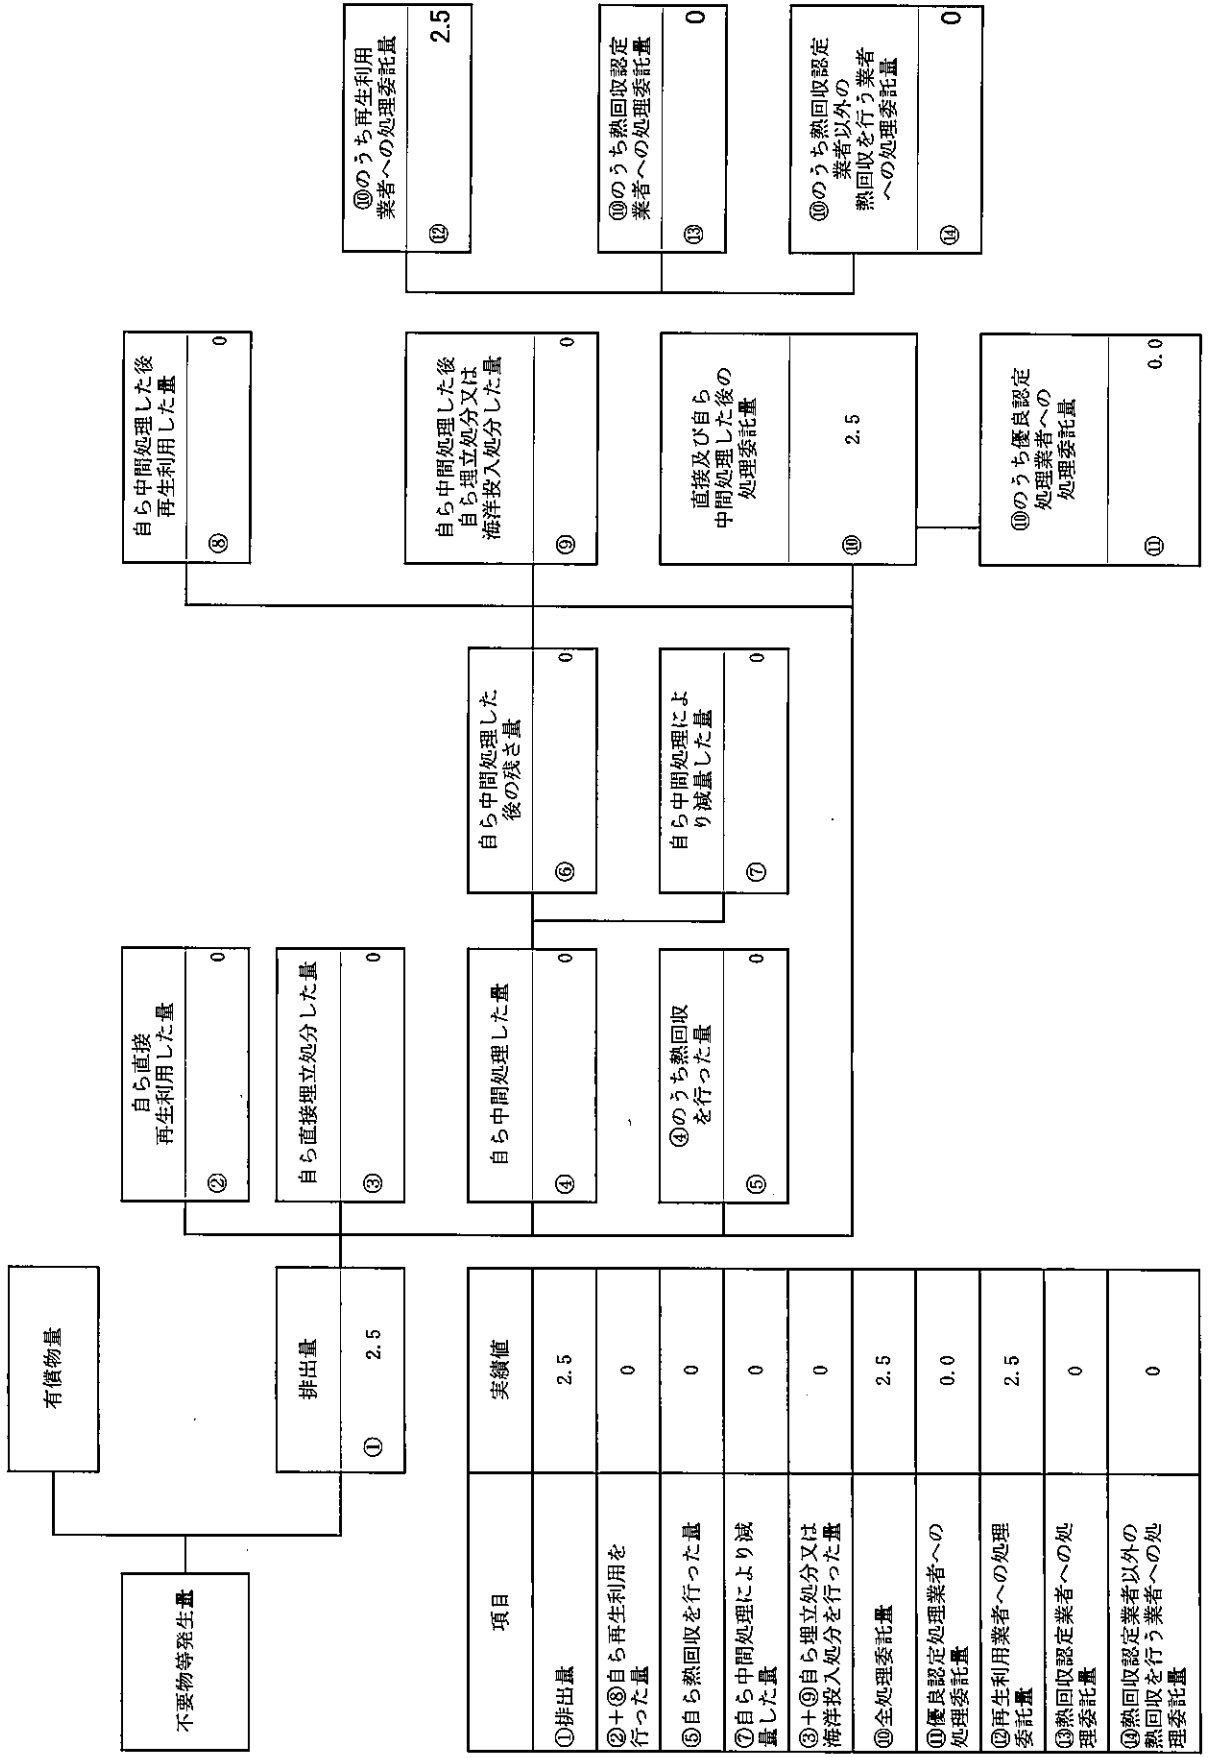 有償物量
不要物等発生量
排出量
① 2.5
自ら直接
再生利用した量
② 0
自ら直接埋立処分した量
③ 0
自ら中間処理した量
④ 0
④のうち熱回収
を行った量
⑤ 0
自ら中間処理した
後の残さ量
⑥ 0
自ら中間処理によ
り減量した量
⑦ 0
自ら中間処理した後
再生利用した量
⑧ 0
自ら中間処理した後
自ら埋立処分又は
海洋投入処分した量
⑨ 0
直接及び自ら
中間処理した後の
処理委託量
⑩ 2.5
⑩のうち優良認定
処理業者への
処理委託量
⑪ 0.0
⑩のうち再生利用
業者への処理委託量
⑫ 2.5
⑩のうち熱回収認定
業者への処理委託量
⑬ 0
⑩のうち熱回収認定
業者以外の
熱回収を行う業者
への処理委託量
⑭ 0
項目 実績値
①排出量 2.5
②+⑧自ら再生利用を
行った量 0
⑤自ら熱回収を行った量 0
⑦自ら中間処理により減
量した量 0
③+⑨自ら埋立処分又は
海洋投入処分を行った量 0
⑩全処理委託量 2.5
⑪優良認定処理業者への
処理委託量 0.0
⑫再生利用業者への処理
委託量 2.5
⑬熱回収認定業者への処
理委託量 0
⑭熱回収認定業者以外の
熱回収を行う業者への処
理委託量 0